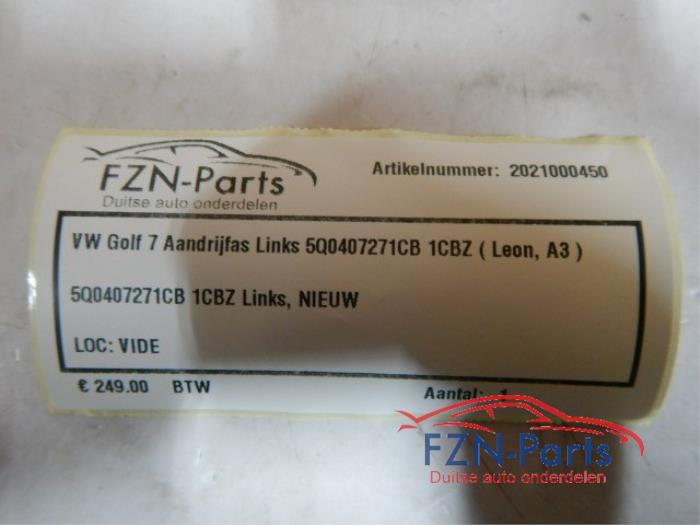 FZN-Parts
Duitse auto onderdelen
Artikelnummer: 2021000450
VW Golf 7 Aandrijfas Links 5Q0407271CB 1CBZ ( Leon, A3 )
5Q0407271CB 1CBZ Links, NIEUW
LOC: VIDE
€ 249.00 BTW
Aantal: 1
FZN-Parts
Duitse auto onderdelen